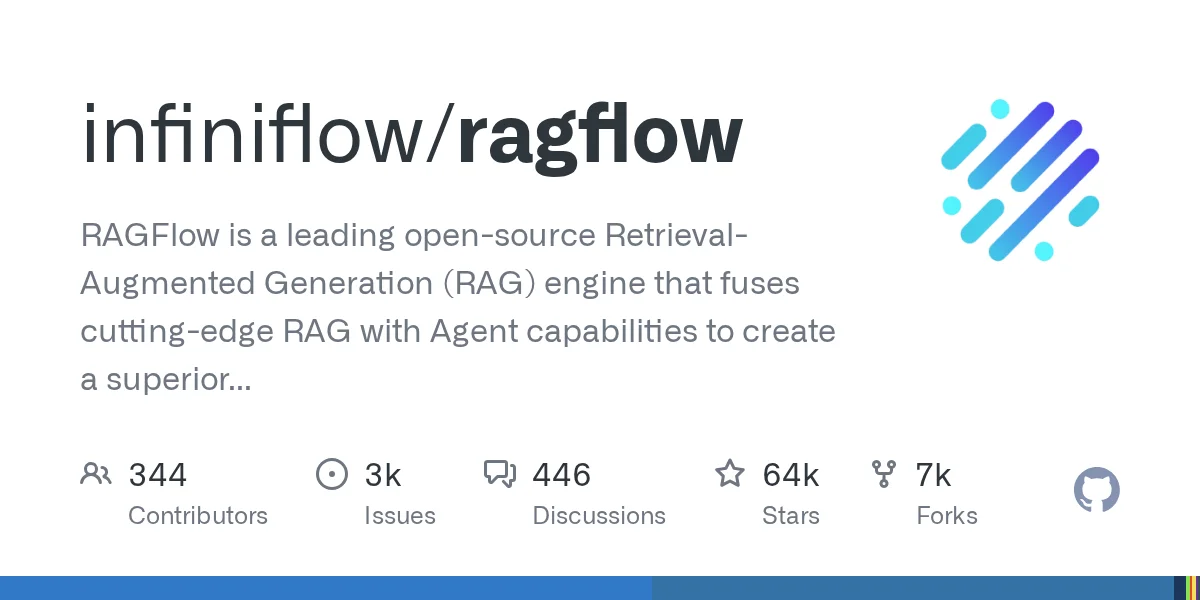 infiniflow/ragflow
RAGFlow is a leading open-source Retrieval-
Augmented Generation (RAG) engine that fuses
cutting-edge RAG with Agent capabilities to create
a superior...
344 3k 446 64k 7k
Contributors Issues Discussions Stars Forks